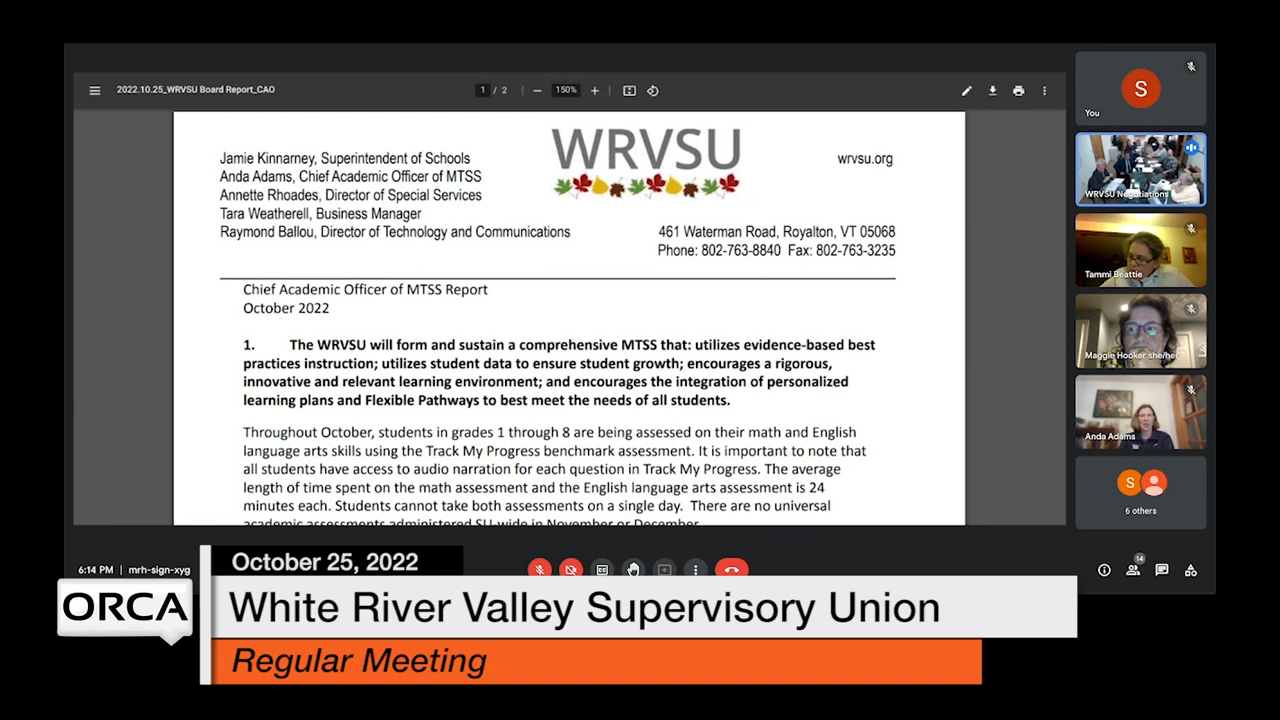 2022.10.25_WRVSU Board Report_CAO
1 / 2
150%
Jamie Kinnarney, Superintendent of Schools
Anda Adams, Chief Academic Officer of MTSS
Annette Rhoades, Director of Special Services
Tara Weatherell, Business Manager
Raymond Ballou, Director of Technology and Communications
WRVSU
wrvsu.org
461 Waterman Road, Royalton, VT 05068
Phone: 802-763-8840 Fax: 802-763-3235
Chief Academic Officer of MTSS Report
October 2022
1. The WRVSU will form and sustain a comprehensive MTSS that: utilizes evidence-based best
practices instruction; utilizes student data to ensure student growth; encourages a rigorous,
innovative and relevant learning environment; and encourages the integration of personalized
learning plans and Flexible Pathways to best meet the needs of all students.
Throughout October, students in grades 1 through 8 are being assessed on their math and English
language arts skills using the Track My Progress benchmark assessment. It is important to note that
all students have access to audio narration for each question in Track My Progress. The average
length of time spent on the math assessment and the English language arts assessment is 24
minutes each. Students cannot take both assessments on a single day. There are no universal
academic assessments administered SU-wide in November or December.
S
You
WRVSU Negotiations
Tammi Beattie
Maggie Hooker she/her
Anda Adams
S
6 others
6:14 PM | mrh-sign-xyg
14
October 25, 2022
ORCA
White River Valley Supervisory Union
Regular Meeting